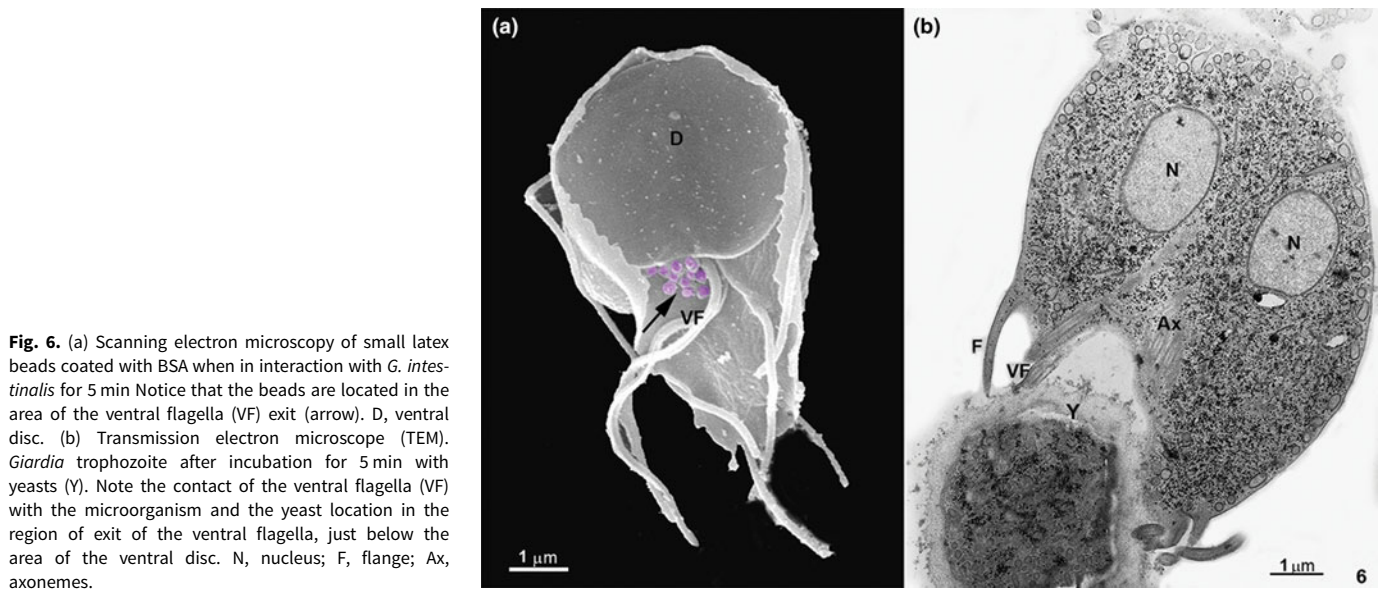 Fig. 6. (a) Scanning electron microscopy of small latex
beads coated with BSA when in interaction with G. intes-
tinalis for 5 min Notice that the beads are located in the
area of the ventral flagella (VF) exit (arrow). D, ventral
disc. (b) Transmission electron microscope (TEM).
Giardia trophozoite after incubation for 5 min with
yeasts (Y). Note the contact of the ventral flagella (VF)
with the microorganism and the yeast location in the
region of exit of the ventral flagella, just below the
area of the ventral disc. N, nucleus; F, flange; Ax,
axonemes.
(a)
D
VF
1 μm
(b)
N
N
Ax
F
VF
Y
1 μm
6